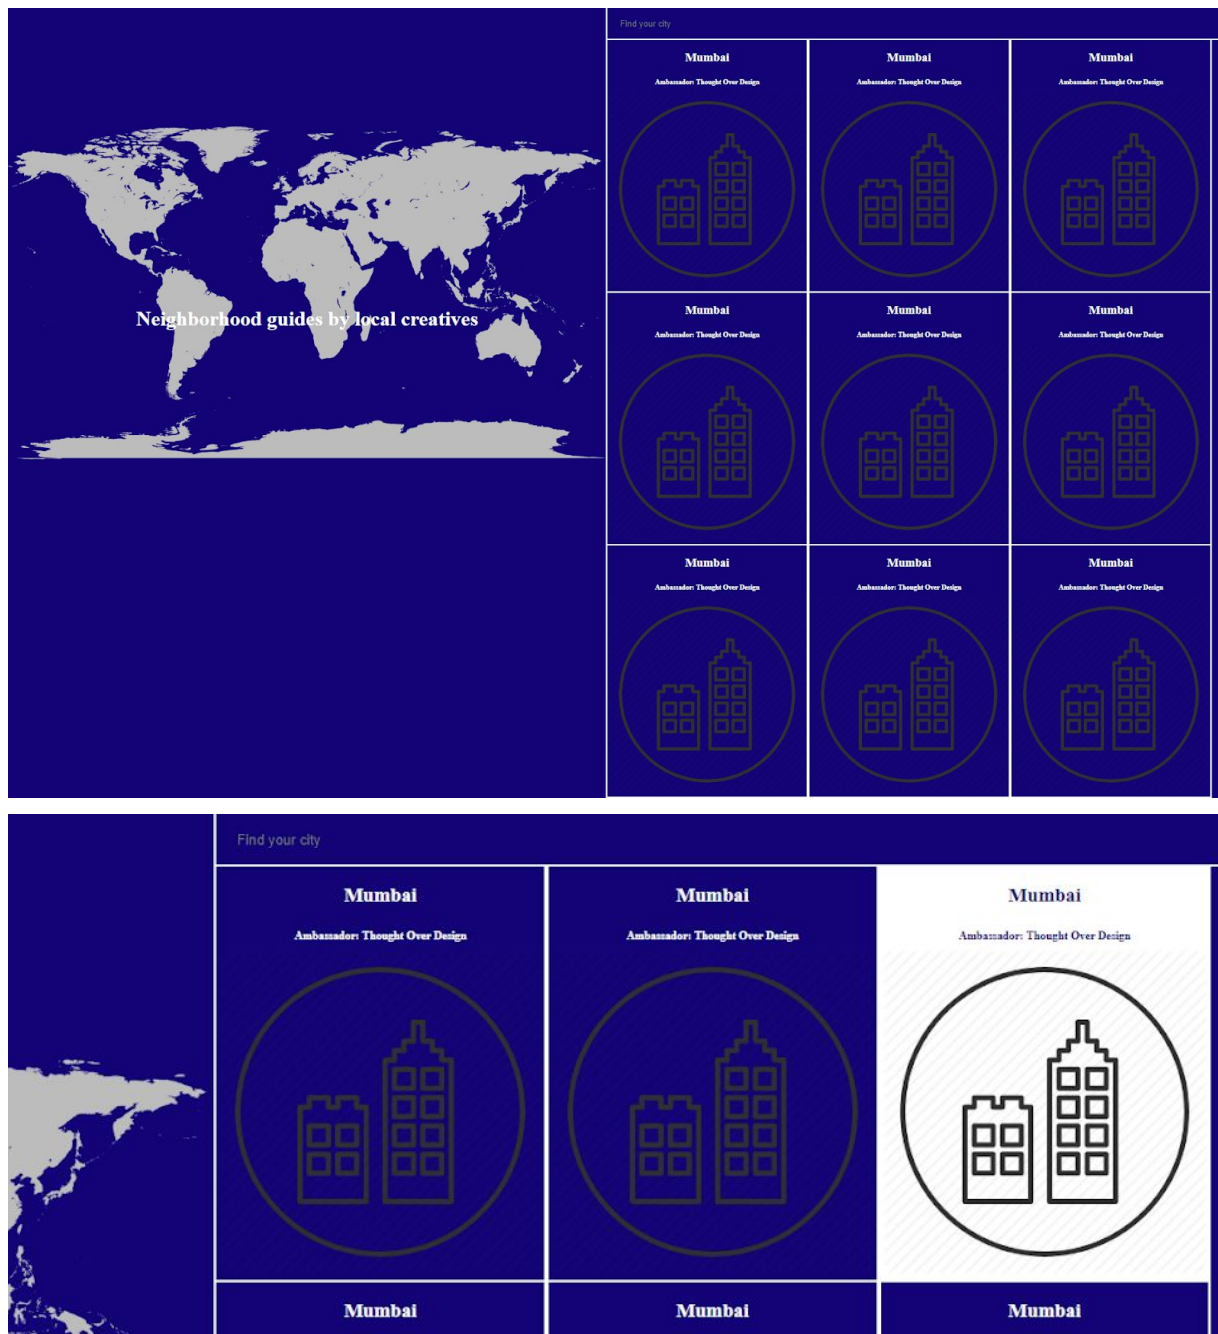 Find your city
Mumbai Mumbai Mumbai
Ambassador: Thought Over Design Ambassador: Thought Over Design Ambassador: Thought Over Design
Neighborhood guides by local creatives
Mumbai Mumbai Mumbai
Ambassador: Thought Over Design Ambassador: Thought Over Design Ambassador: Thought Over Design
Mumbai Mumbai Mumbai
Ambassador: Thought Over Design Ambassador: Thought Over Design Ambassador: Thought Over Design
Find your city
Mumbai Mumbai Mumbai
Ambassador: Thought Over Design Ambassador: Thought Over Design Ambassador: Thought Over Design
Mumbai Mumbai Mumbai